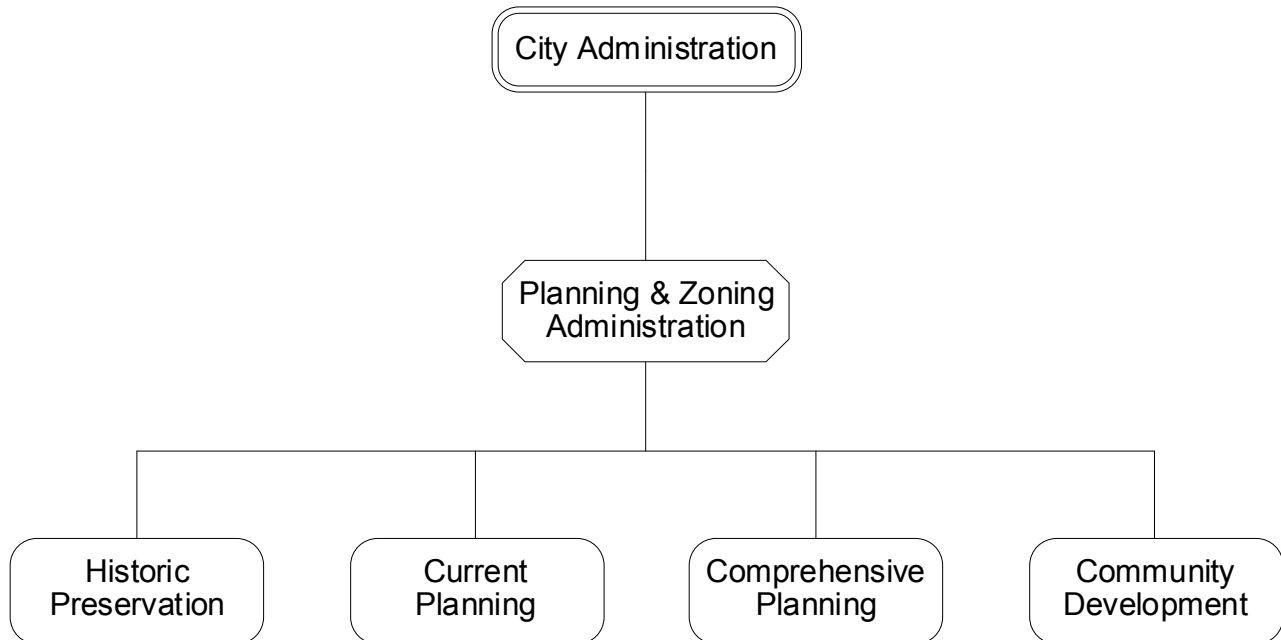 City Administration
Planning & Zoning
Administration
Historic
Preservation
Current
Planning
Comprehensive
Planning
Community
Development